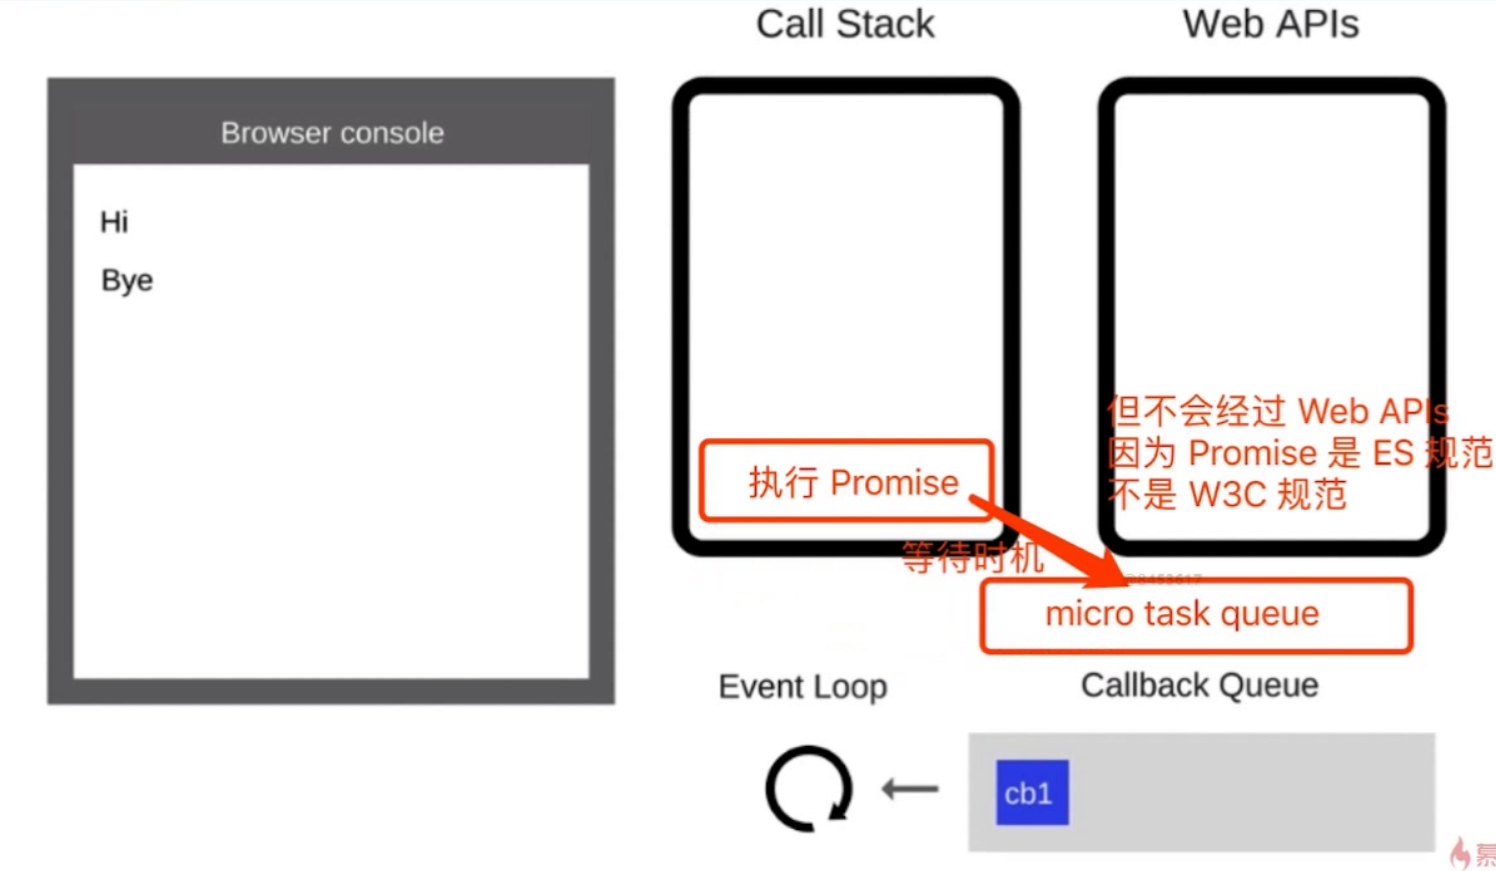 Call Stack
Web APIs
Browser console
Hi
Bye
但不会经过 Web APIs
因为 Promise 是 ES 规范
不是 W3C 规范
执行 Promise
等待时机
micro task queue
Event Loop
Callback Queue
cb1
慕